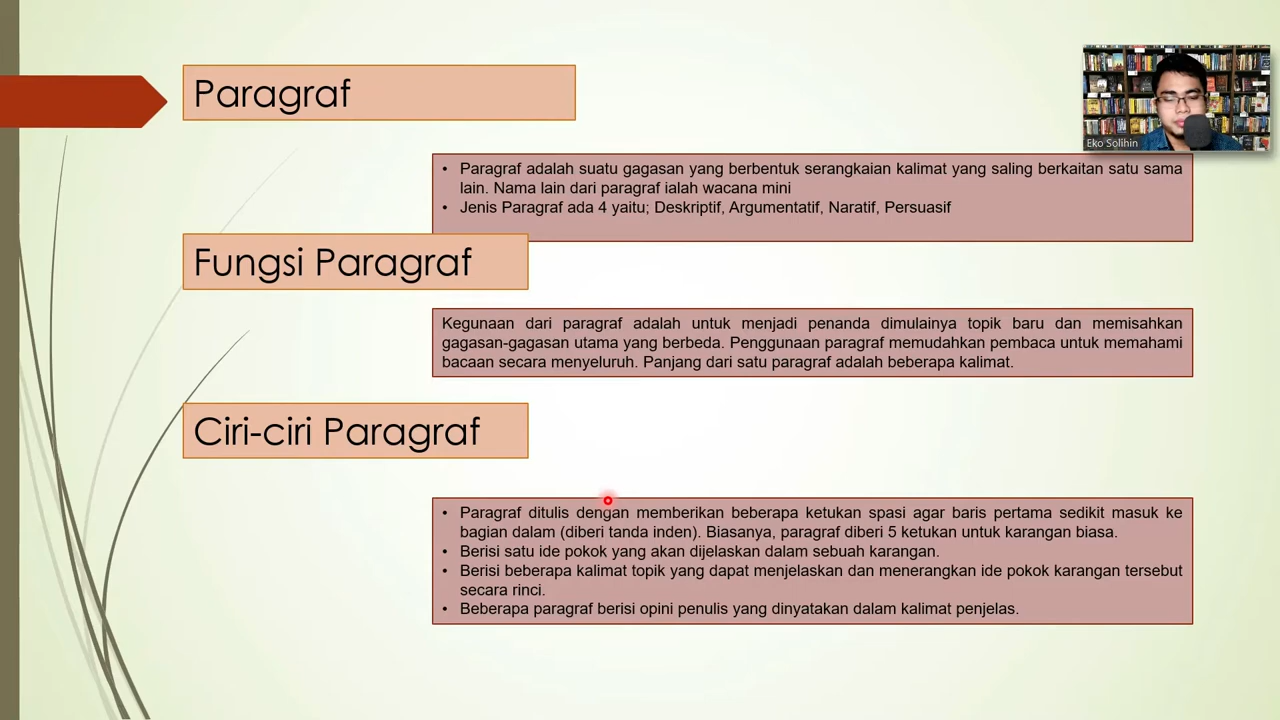 Paragraf
Eko Solihin
• Paragraf adalah suatu gagasan yang berbentuk serangkaian kalimat yang saling berkaitan satu sama
lain. Nama lain dari paragraf ialah wacana mini
• Jenis Paragraf ada 4 yaitu; Deskriptif, Argumentatif, Naratif, Persuasif
Fungsi Paragraf
Kegunaan dari paragraf adalah untuk menjadi penanda dimulainya topik baru dan memisahkan
gagasan-gagasan utama yang berbeda. Penggunaan paragraf memudahkan pembaca untuk memahami
bacaan secara menyeluruh. Panjang dari satu paragraf adalah beberapa kalimat.
Ciri-ciri Paragraf
• Paragraf ditulis dengan memberikan beberapa ketukan spasi agar baris pertama sedikit masuk ke
bagian dalam (diberi tanda inden). Biasanya, paragraf diberi 5 ketukan untuk karangan biasa.
• Berisi satu ide pokok yang akan dijelaskan dalam sebuah karangan.
• Berisi beberapa kalimat topik yang dapat menjelaskan dan menerangkan ide pokok karangan tersebut
secara rinci.
• Beberapa paragraf berisi opini penulis yang dinyatakan dalam kalimat penjelas.